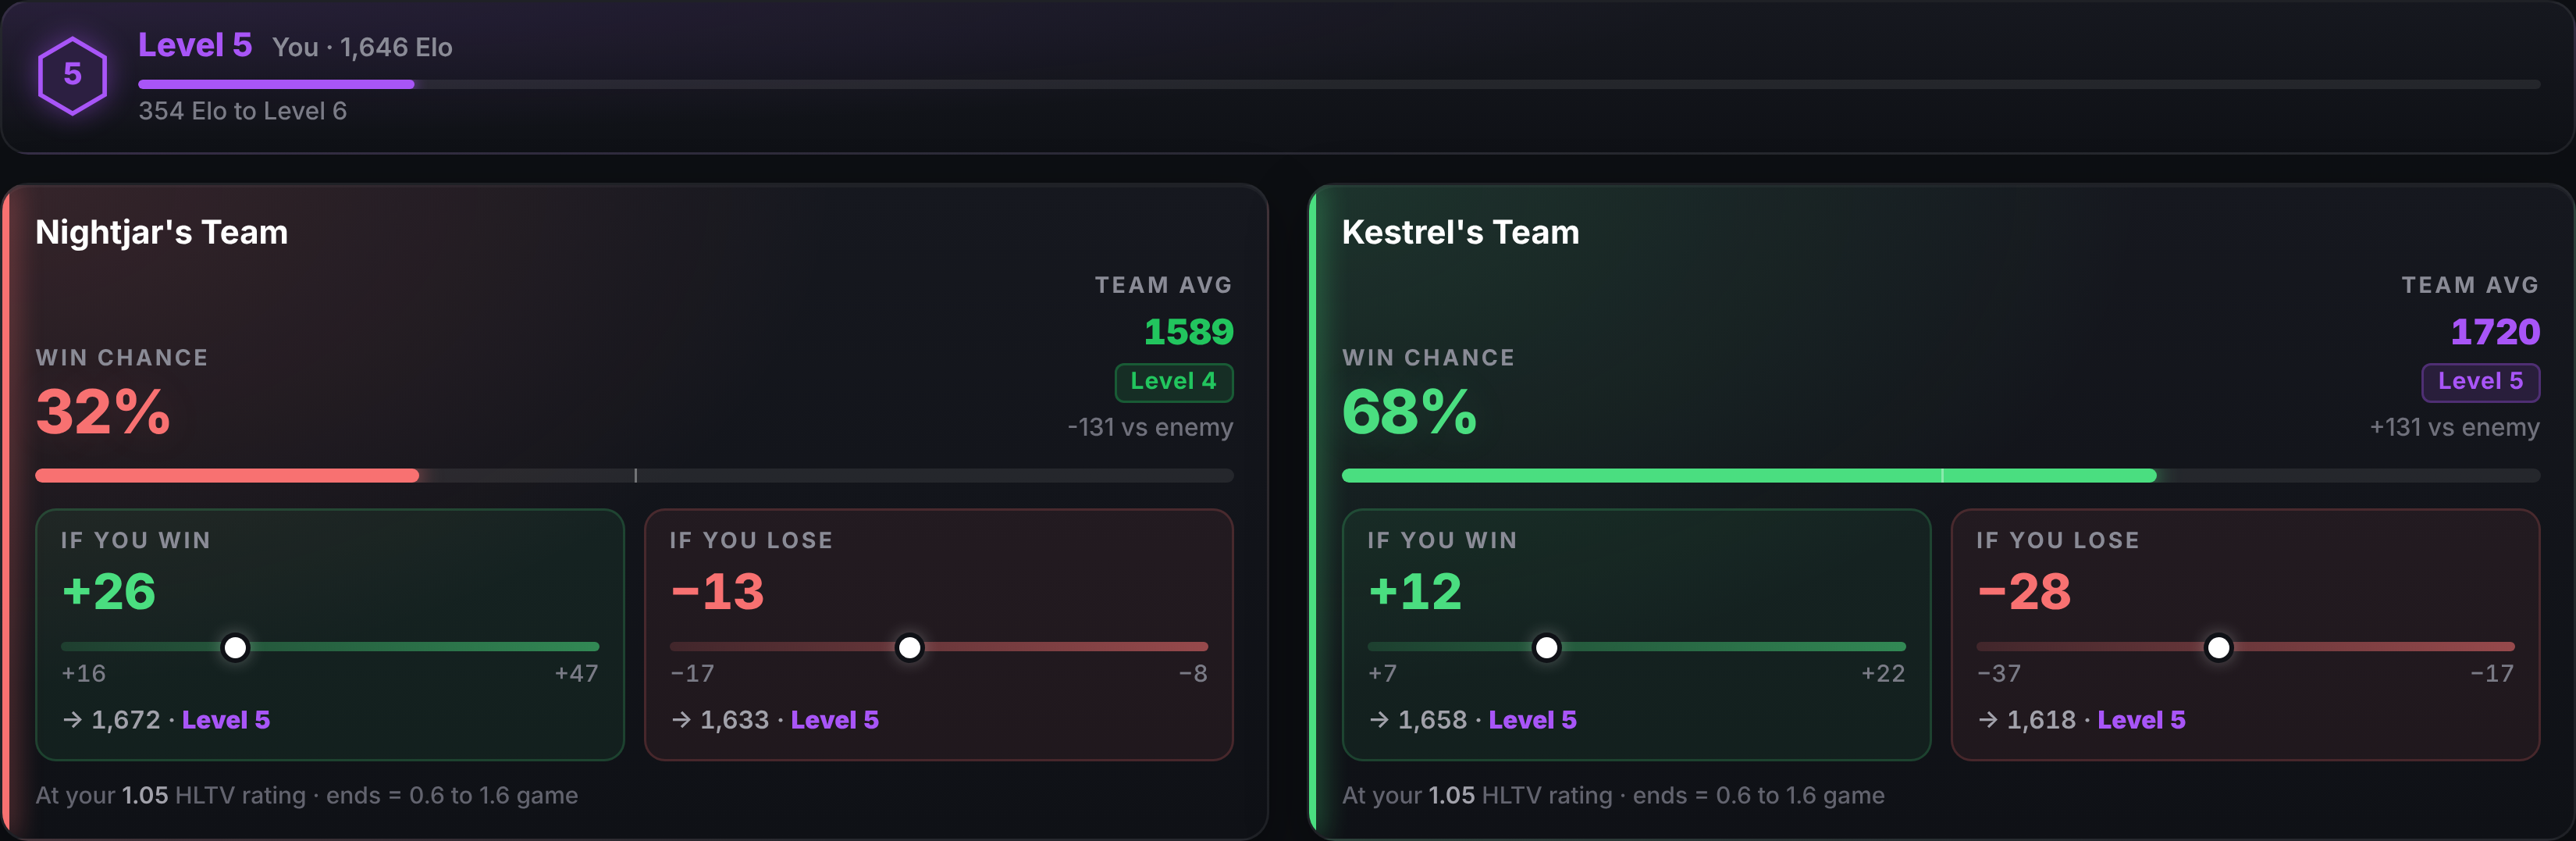 5
Level 5 You · 1,646 Elo
354 Elo to Level 6
Nightjar's Team
TEAM AVG
1589
Level 4
-131 vs enemy
WIN CHANCE
32%
IF YOU WIN
+26
+16 +47
→ 1,672 · Level 5
IF YOU LOSE
−13
−17 −8
→ 1,633 · Level 5
At your 1.05 HLTV rating · ends = 0.6 to 1.6 game
Kestrel's Team
TEAM AVG
1720
Level 5
+131 vs enemy
WIN CHANCE
68%
IF YOU WIN
+12
+7 +22
→ 1,658 · Level 5
IF YOU LOSE
−28
−37 −17
→ 1,618 · Level 5
At your 1.05 HLTV rating · ends = 0.6 to 1.6 game